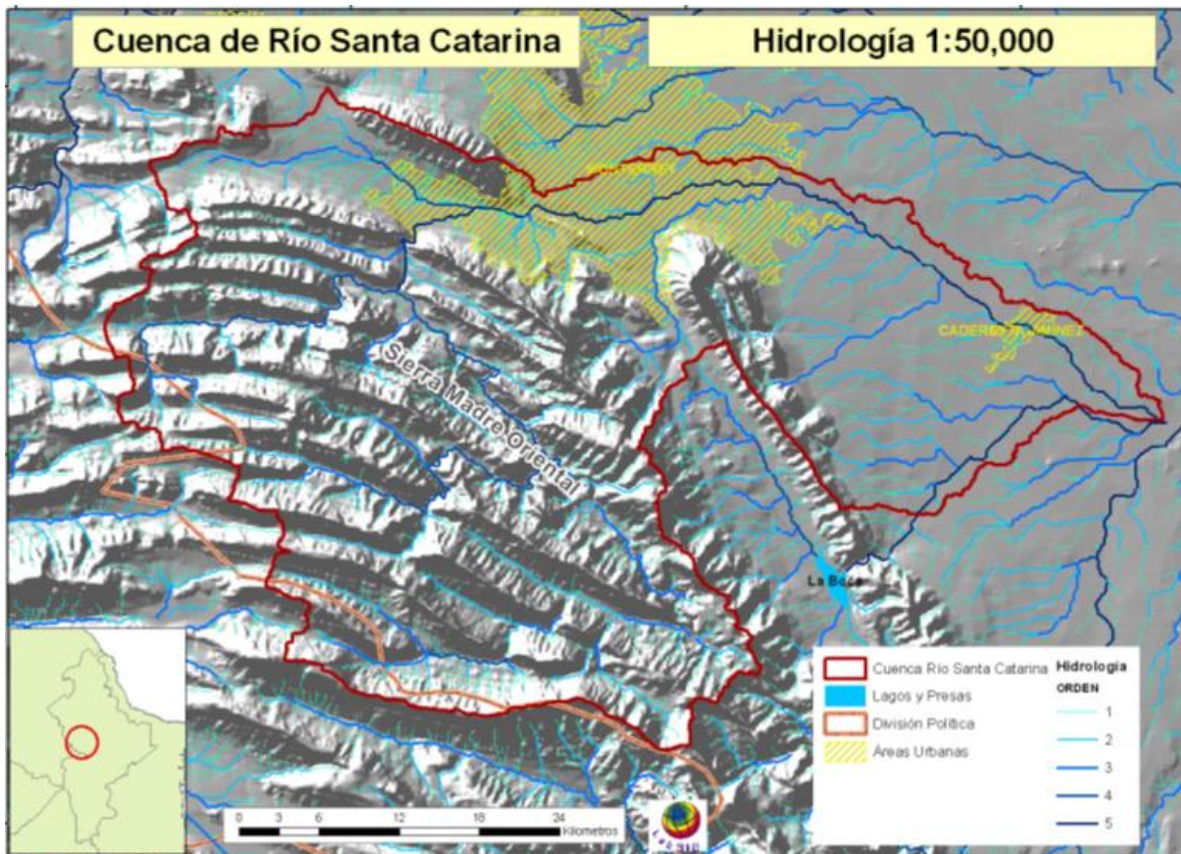 Cuenca de Río Santa Catarina
Hidrología 1:50,000
Sierra Madre Oriental
La Boca
Cuenca Río Santa Catarina
Lagos y Presas
División Política
Áreas Urbanas
Hidrología
ORDEN
1
2
3
4
5
0 3 6 12 18 24
Kilometros